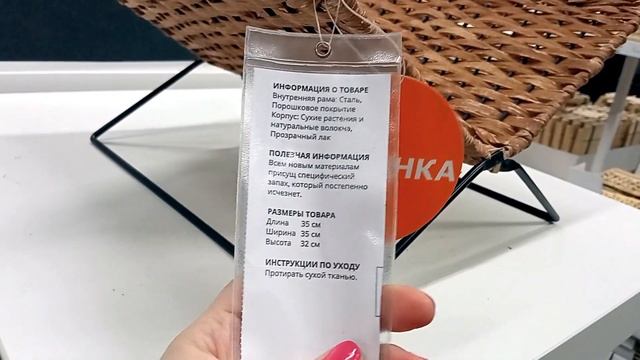 ИНФОРМАЦИЯ О ТОВАРЕ
Внутренняя рама: Сталь,
Порошковое покрытие
Корпус: Сухие растения и
натуральные волокна,
Прозрачный лак
ПОЛЕЗНАЯ ИНФОРМАЦИЯ
Всем новым материалам
присущ специфический
запах, который постепенно
исчезнет.
РАЗМЕРЫ ТОВАРА
Длина 35 см
Ширина 35 см
Высота 32 см
ИНСТРУКЦИИ ПО УХОДУ
Протирать сухой тканью.
НКА